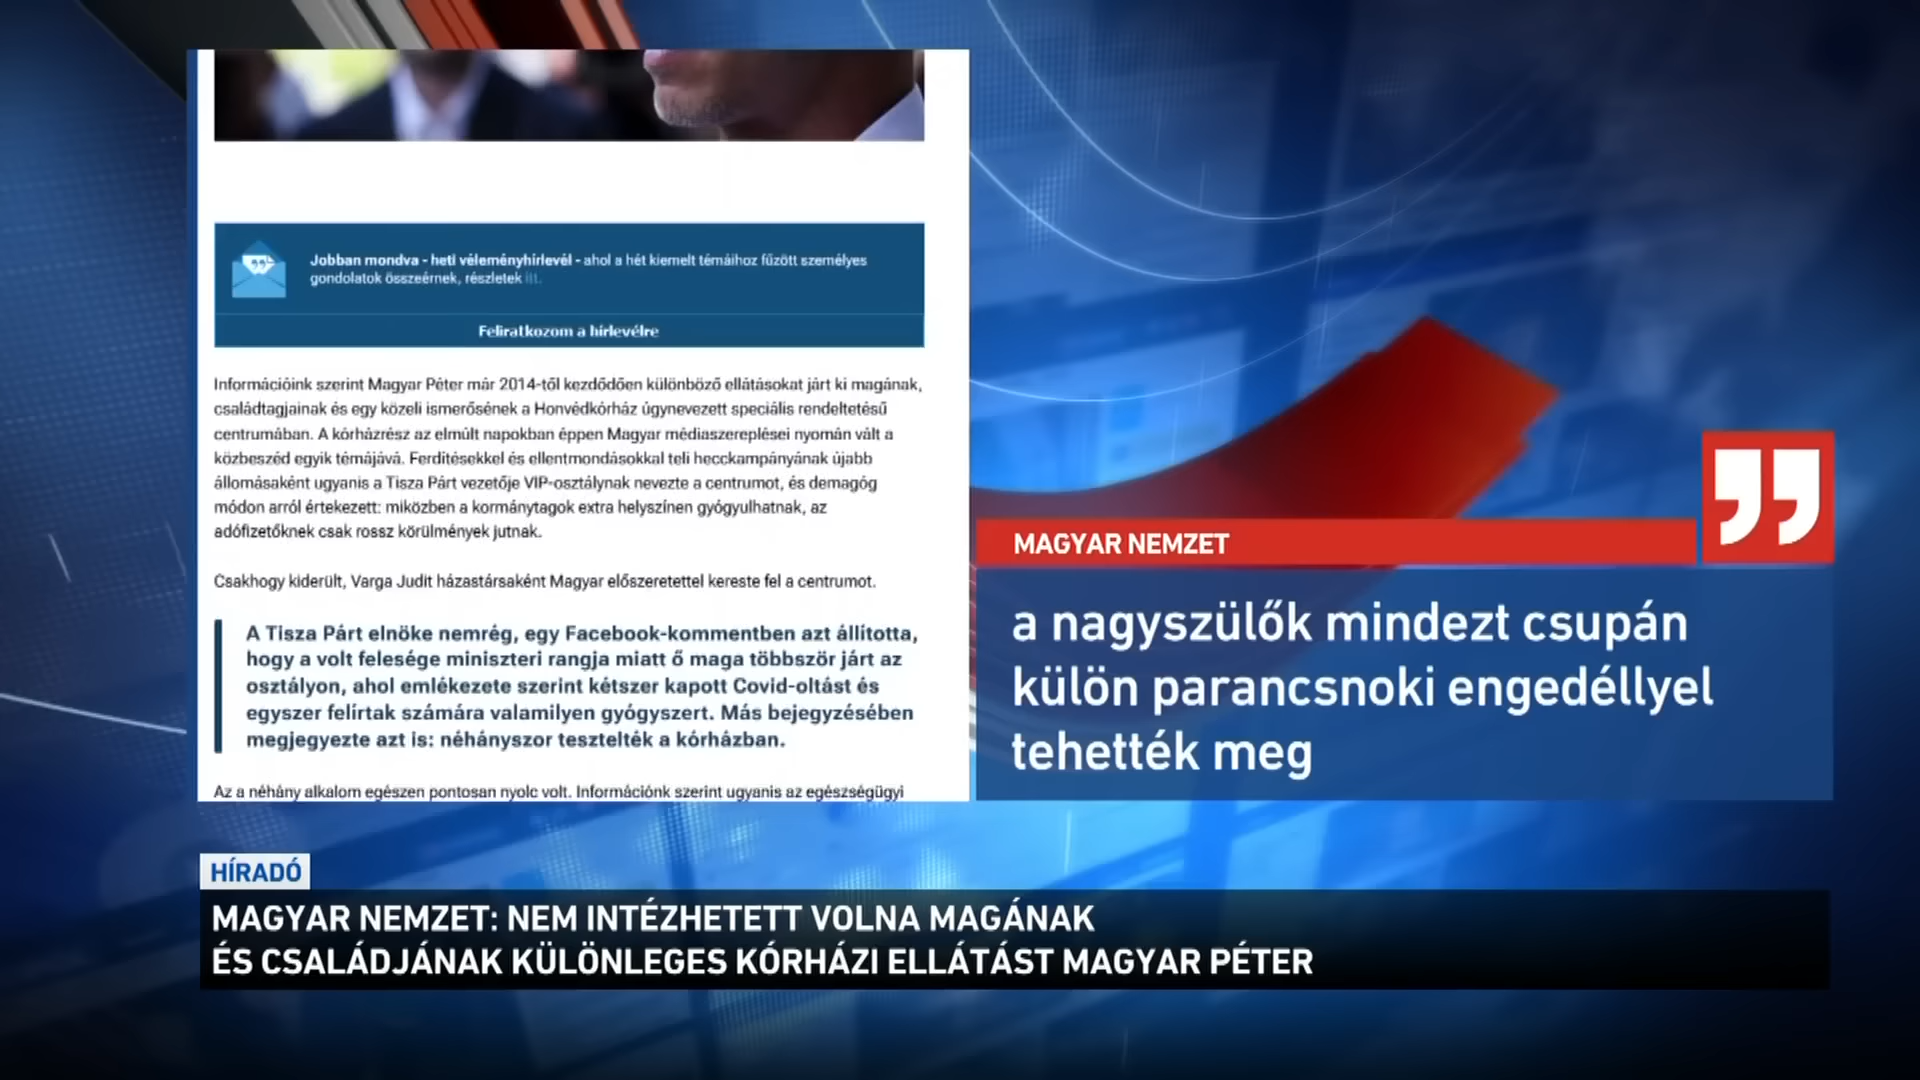 Jobban mondva - heti véleményhírlevél - ahol a hét kiemelt témáihoz fűzött személyes
gondolatok összeérnek, részletek itt.
Feliratkozom a hírlevélre
Információink szerint Magyar Péter már 2014-től kezdődően különböző ellátásokat járt ki magának,
családtagjainak és egy közeli ismerősének a Honvédkórház úgynevezett speciális rendeltetésű
centrumában. A kórházrész az elmúlt napokban éppen Magyar médiaszereplései nyomán vált a
közbeszéd egyik témájává. Ferdítésekkel és ellentmondásokkal teli hecckampányának újabb
állomásaként ugyanis a Tisza Párt vezetője VIP-osztálynak nevezte a centrumot, és demagóg
módon arról értekezett: miközben a kormánytagok extra helyszínen gyógyulhatnak, az
adófizetőknek csak rossz körülmények jutnak.
Csakhogy kiderült, Varga Judit házastársaként Magyar előszeretettel kereste fel a centrumot.
A Tisza Párt elnöke nemrég, egy Facebook-kommentben azt állította,
hogy a volt felesége miniszteri rangja miatt ő maga többször járt az
osztályon, ahol emlékezete szerint kétszer kapott Covid-oltást és
egyszer felírtak számára valamilyen gyógyszert. Más bejegyzésében
megjegyezte azt is: néhányszor tesztelték a kórházban.
Az a néhány alkalom egészen pontosan nyolc volt. Információnk szerint ugyanis az egészségügyi
MAGYAR NEMZET
a nagyszülők mindezt csupán
külön parancsnoki engedéllyel
tehették meg
HÍRADÓ
MAGYAR NEMZET: NEM INTÉZHETETT VOLNA MAGÁNAK
ÉS CSALÁDJÁNAK KÜLÖNLEGES KÓRHÁZI ELLÁTÁST MAGYAR PÉTER